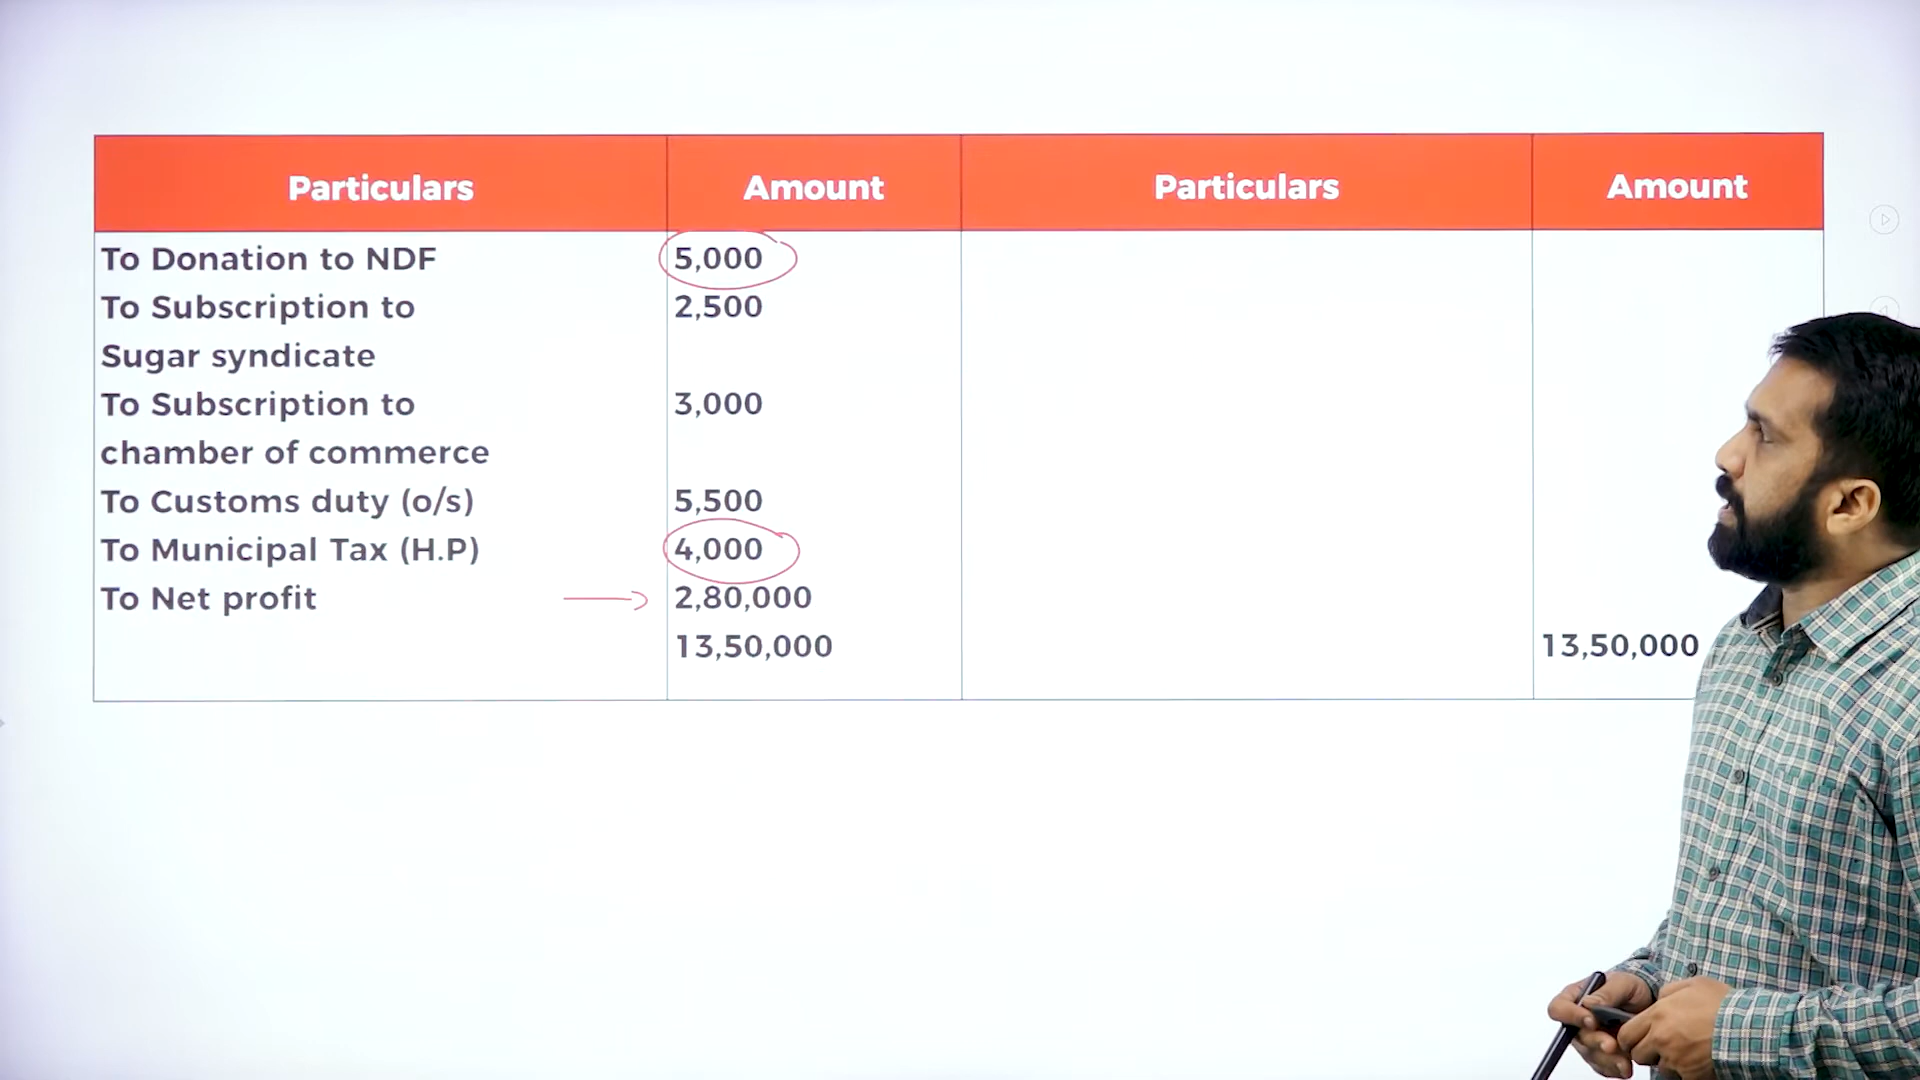 Particulars Amount Particulars Amount
To Donation to NDF 5,000
To Subscription to 2,500
Sugar syndicate
To Subscription to 3,000
chamber of commerce
To Customs duty (o/s) 5,500
To Municipal Tax (H.P) 4,000
To Net profit 2,80,000
13,50,000 13,50,000